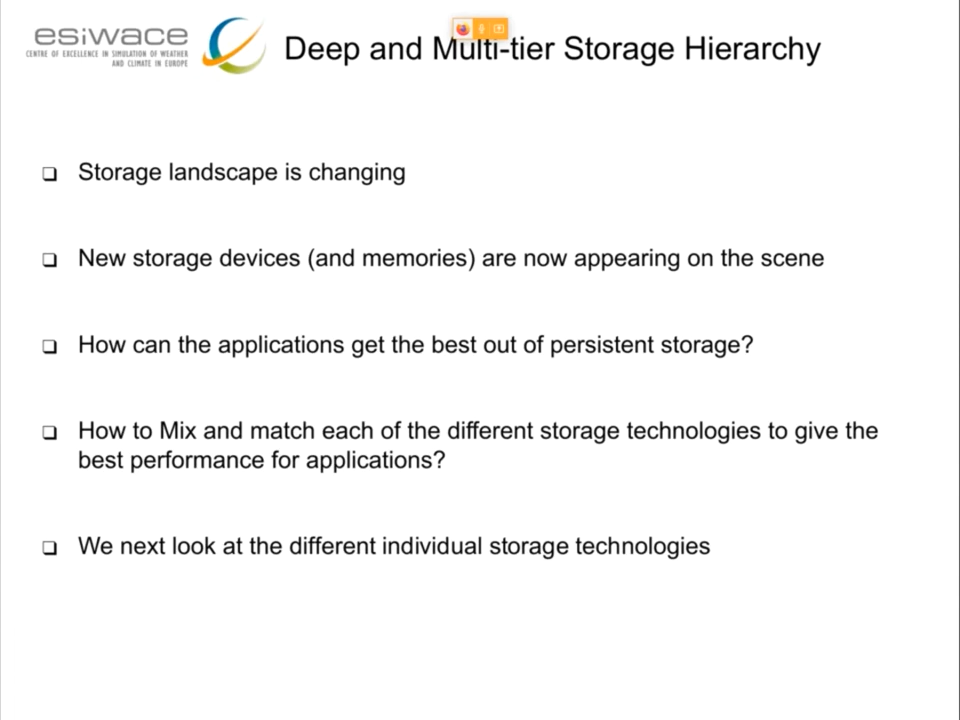 esiwace
CENTRE OF EXCELLENCE IN SIMULATION OF WEATHER
AND CLIMATE IN EUROPE
Deep and Multi-tier Storage Hierarchy
Storage landscape is changing
New storage devices (and memories) are now appearing on the scene
How can the applications get the best out of persistent storage?
How to Mix and match each of the different storage technologies to give the
best performance for applications?
We next look at the different individual storage technologies